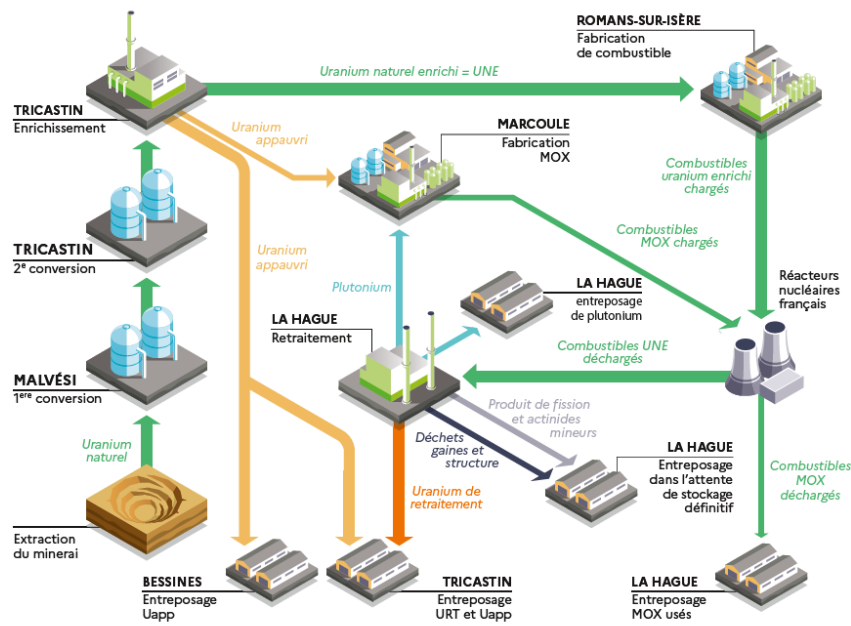 ROMANS-SUR-ISÈRE
Fabrication
de combustible
Uranium naturel enrichi = UNE
TRICASTIN
Enrichissement
Uranium
appauvri
MARCOULE
Fabrication
MOX
Combustibles
uranium enrichi
chargés
Combustibles
MOX chargés
TRICASTIN
2e conversion
Uranium
appauvri
Plutonium
LA HAGUE
entreposage
de plutonium
Réacteurs
nucléaires
français
LA HAGUE
Retraitement
Combustibles UNE
déchargés
MALVÉSI
1ere conversion
Produit de fission
et actinides
mineurs
Déchets
gaines et
structure
Uranium
naturel
LA HAGUE
Entreposage
dans l'attente
de stockage
définitif
Combustibles
MOX
déchargés
Uranium de
retraitement
Extraction
du minerai
BESSINES
Entreposage
Uapp
TRICASTIN
Entreposage
URT et Uapp
LA HAGUE
Entreposage
MOX usés